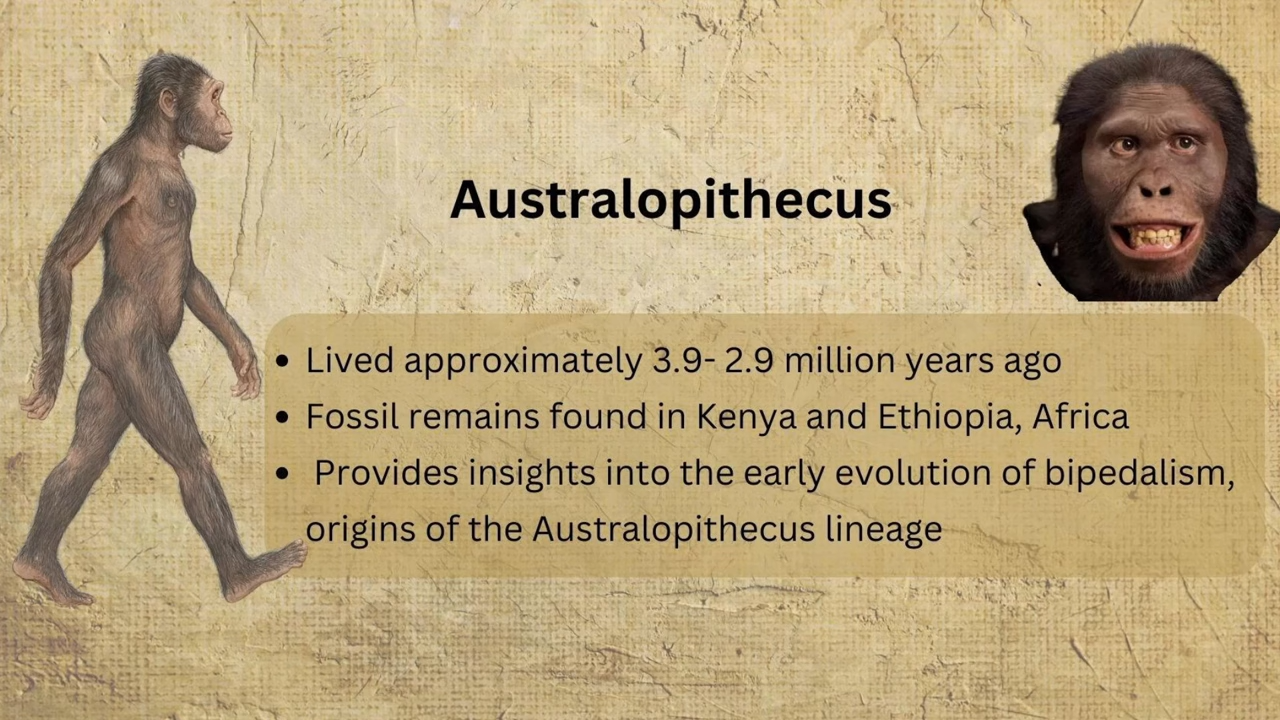 Australopithecus
• Lived approximately 3.9- 2.9 million years ago
• Fossil remains found in Kenya and Ethiopia, Africa
• Provides insights into the early evolution of bipedalism,
origins of the Australopithecus lineage